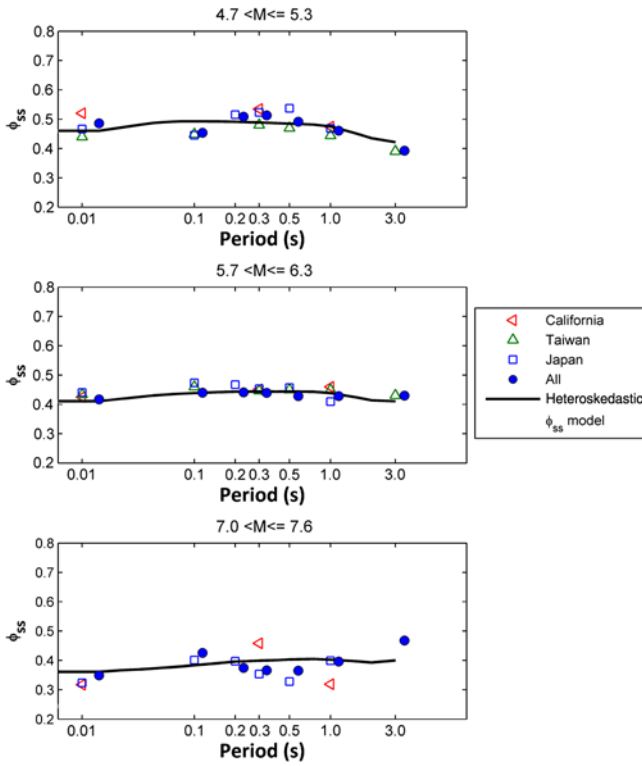 4.7 <M<= 5.3
0.8
0.7
0.6
0.5
0.4
0.3
0.2
ϕss
0.01 0.1 0.2 0.3 0.5 1.0 3.0
Period (s)
5.7 <M<= 6.3
0.8
0.7
0.6
0.5
0.4
0.3
0.2
ϕss
0.01 0.1 0.2 0.3 0.5 1.0 3.0
Period (s)
California
Taiwan
Japan
All
Heteroskedastic
ϕss model
7.0 <M<= 7.6
0.8
0.7
0.6
0.5
0.4
0.3
0.2
ϕss
0.01 0.1 0.2 0.3 0.5 1.0 3.0
Period (s)